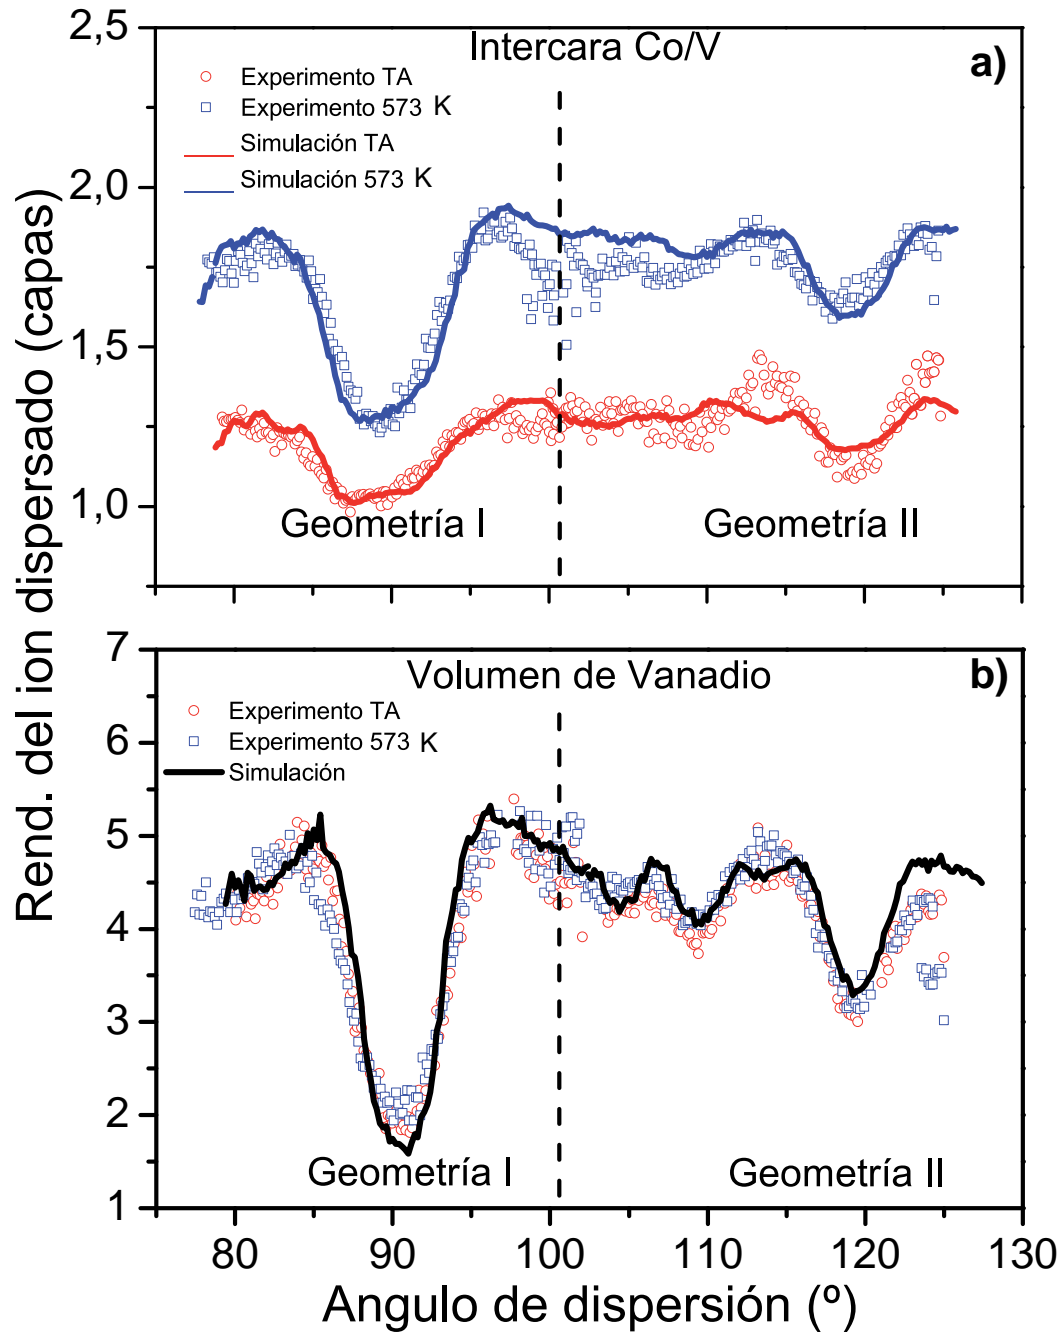 Rend. del ion dispersado (capas)
2,5
2,0
1,5
1,0
Intercara Co/V
a)
Experimento TA
Experimento 573 K
Simulación TA
Simulación 573 K
Geometría I
Geometría II
7
6
5
4
3
2
1
Volumen de Vanadio
b)
Experimento TA
Experimento 573 K
Simulación
Geometría I
Geometría II
80
90
100
110
120
130
Angulo de dispersión (º)